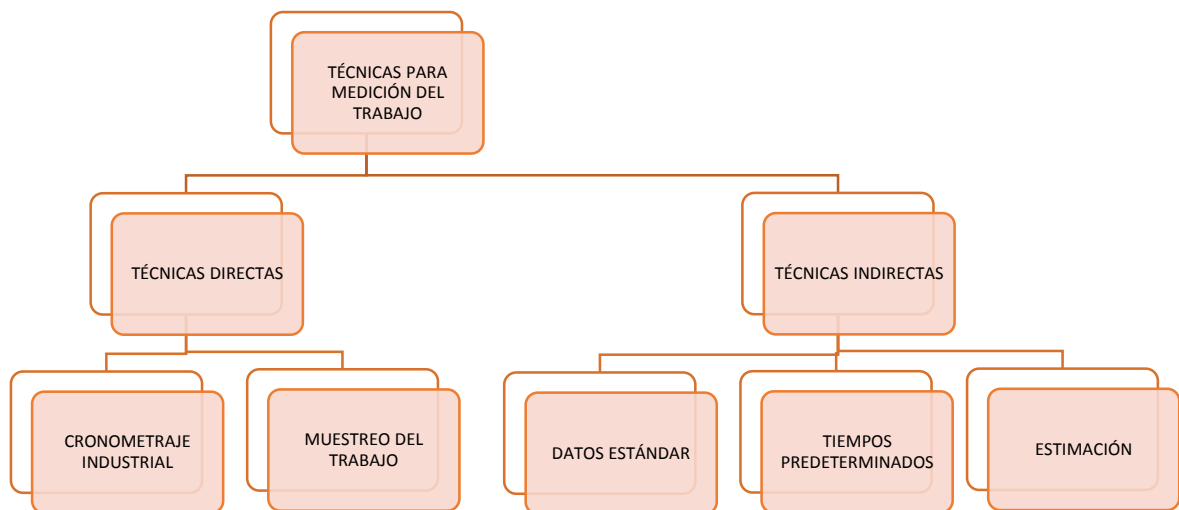 TÉCNICAS PARA
MEDICIÓN DEL
TRABAJO
TÉCNICAS DIRECTAS
TÉCNICAS INDIRECTAS
CRONOMETRAJE
INDUSTRIAL
MUESTREO DEL
TRABAJO
DATOS ESTÁNDAR
TIEMPOS
PREDETERMINADOS
ESTIMACIÓN